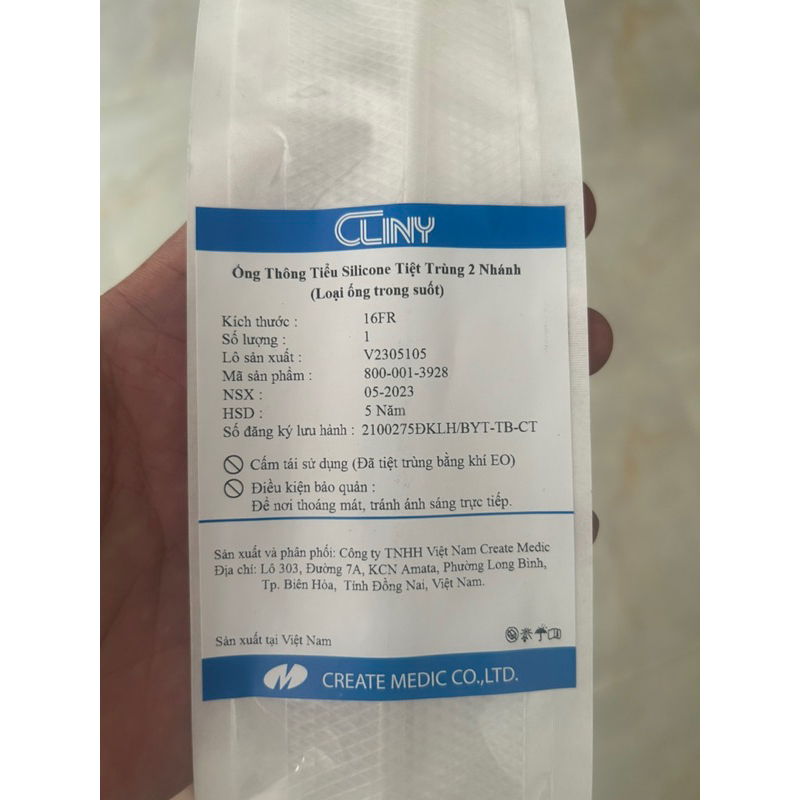 CLINY
Ống Thông Tiểu Silicone Tiệt Trùng 2 Nhánh
(Loại ống trong suốt)
Kích thước : 16FR
Số lượng : 1
Lô sản xuất : V2305105
Mã sản phẩm : 800-001-3928
NSX : 05-2023
HSD : 5 Năm
Số đăng ký lưu hành : 2100275ĐKLH/BYT-TB-CT
Cấm tái sử dụng (Đã tiệt trùng bằng khí EO)
Điều kiện bảo quản :
Để nơi thoáng mát, tránh ánh sáng trực tiếp.
Sản xuất và phân phối: Công ty TNHH Việt Nam Create Medic
Địa chỉ: Lô 303, Đường 7A, KCN Amata, Phường Long Bình,
Tp. Biên Hòa, Tỉnh Đồng Nai, Việt Nam.
Sản xuất tại Việt Nam
CREATE MEDIC CO.,LTD.